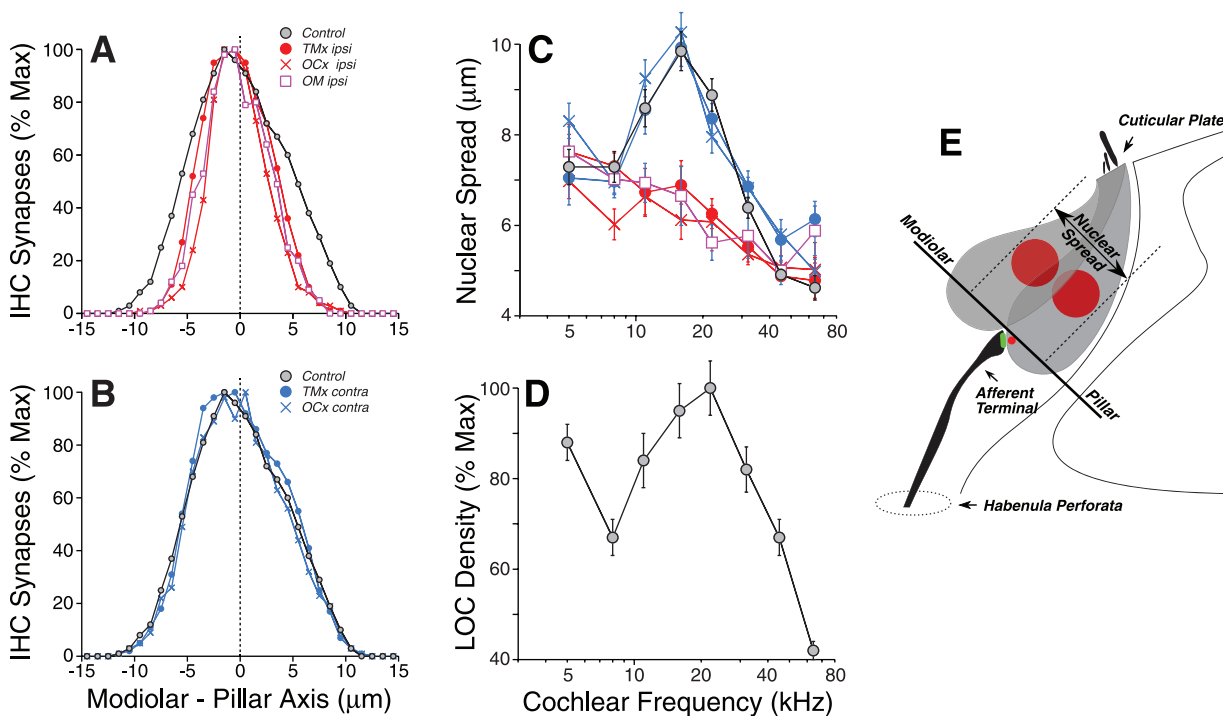 A
Control
TMx ipsi
OCx ipsi
OM ipsi
IHC Synapses (% Max)
100
80
60
40
20
0
-15
-10
-5
0
5
10
15
B
Control
TMx contra
OCx contra
IHC Synapses (% Max)
100
80
60
40
20
0
-15
-10
-5
0
5
10
15
Modiolar - Pillar Axis (μm)
C
Nuclear Spread (μm)
10
8
6
4
5
10
20
40
80
D
LOC Density (% Max)
100
80
60
40
5
10
20
40
80
Cochlear Frequency (kHz)
E
Cuticular Plate
Modiolar
Nuclear
Spread
Pillar
Afferent
Terminal
Habenula Perforata